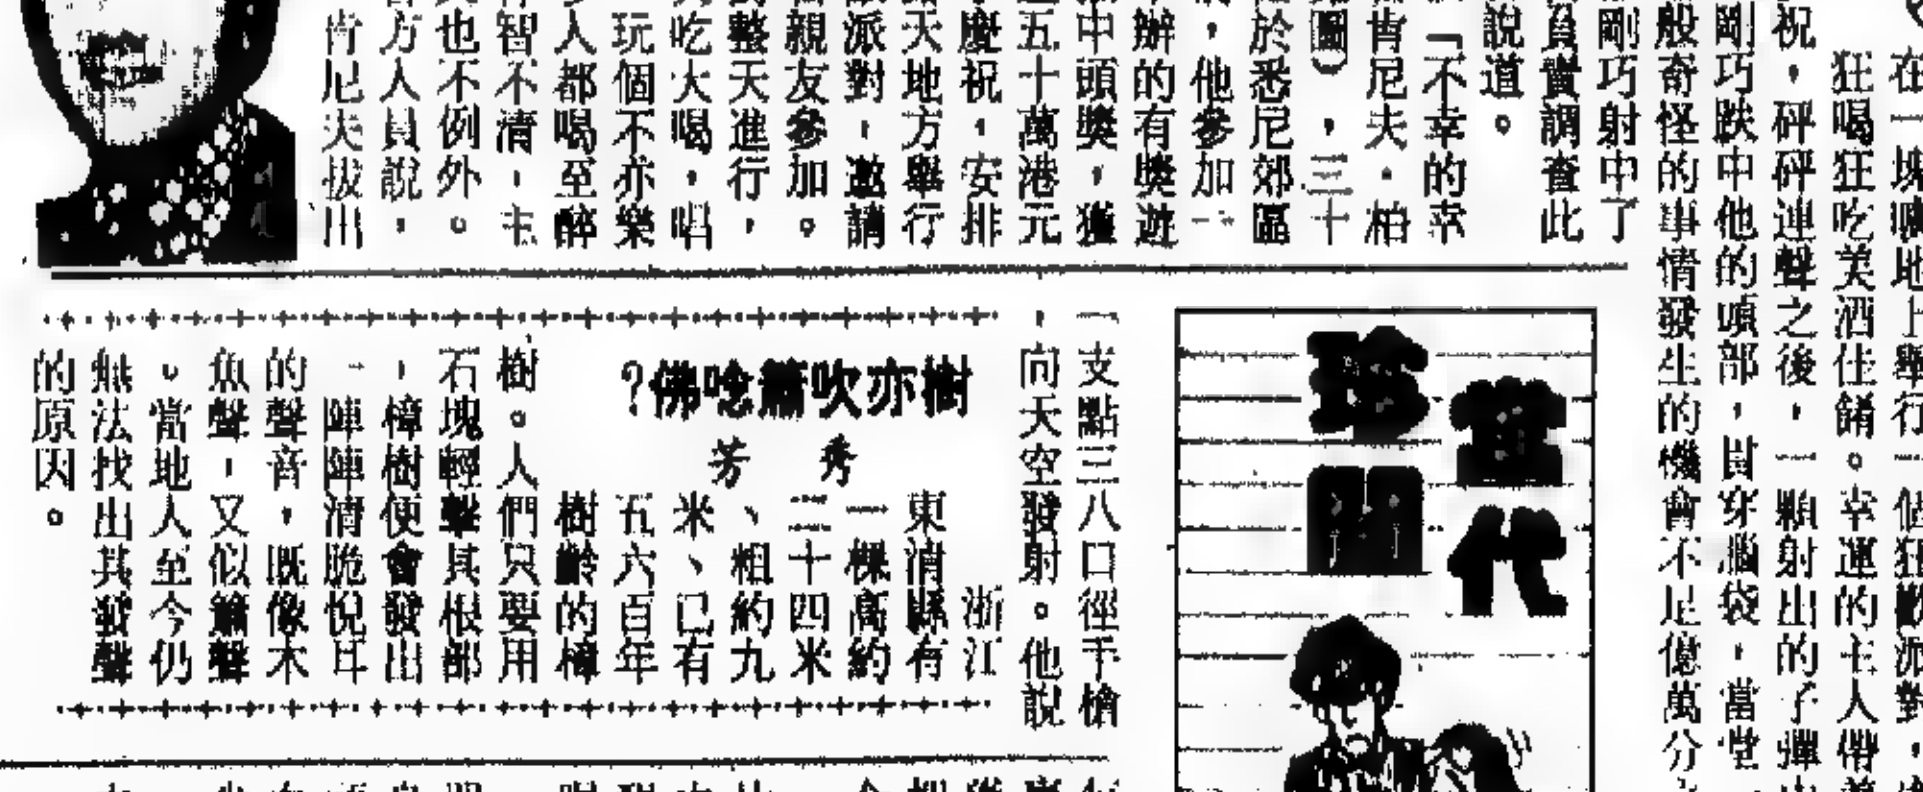 在一塊曠地上舉行一個狂歡派對，
狂喝狂吃美酒佳餚。幸運的主人帶着
祝，砰砰連聲之後，一顆射出的子彈
剛巧跌中他的項部，貫穿腦袋，當堂
般奇怪的事情發生的機會不足億萬分
剛巧射中了
負責調查此
說道。
「不幸的幸
肯尼夫·柏
圖），三十
於悉尼郊區
，他參加一
辦的有獎遊
中頭獎，獲
五十萬港元
慶祝，安排
天地方舉行
派對，邀請
親友參加。
整天進行，
吃大喝，唱
玩個不亦樂
人都喝至醉
智不清，主
也不例外。
方人員說，
肯尼夫拔出
一支點三八口徑手槍
，向天空發射。他說
當代
珍聞
樹亦吹簫唸佛？
秀芳
浙江
東浦縣有
一棵高約
三十四米
、粗約九
米、已有
五六百年
樹齡的樟
樹。人們只要用
石塊輕擊其根部
，樟樹便會發出
一陣陣清脆悅耳
的聲音，既像木
魚聲，又似簫聲
。當地人至今仍
無法找出其發聲
的原因。